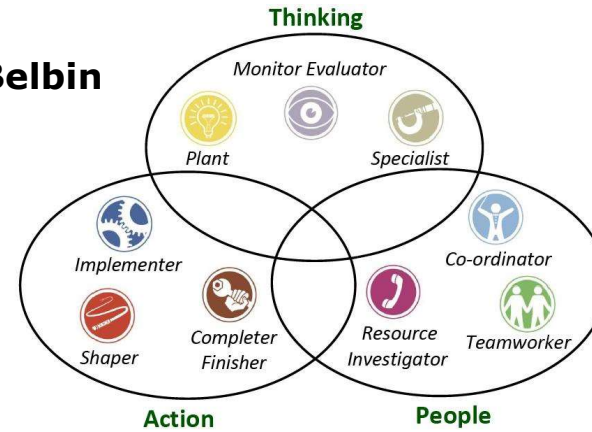 Thinking
Belbin
Monitor Evaluator
Plant
Specialist
Implementer
Co-ordinator
Shaper
Completer
Finisher
Resource
Investigator
Teamworker
Action
People